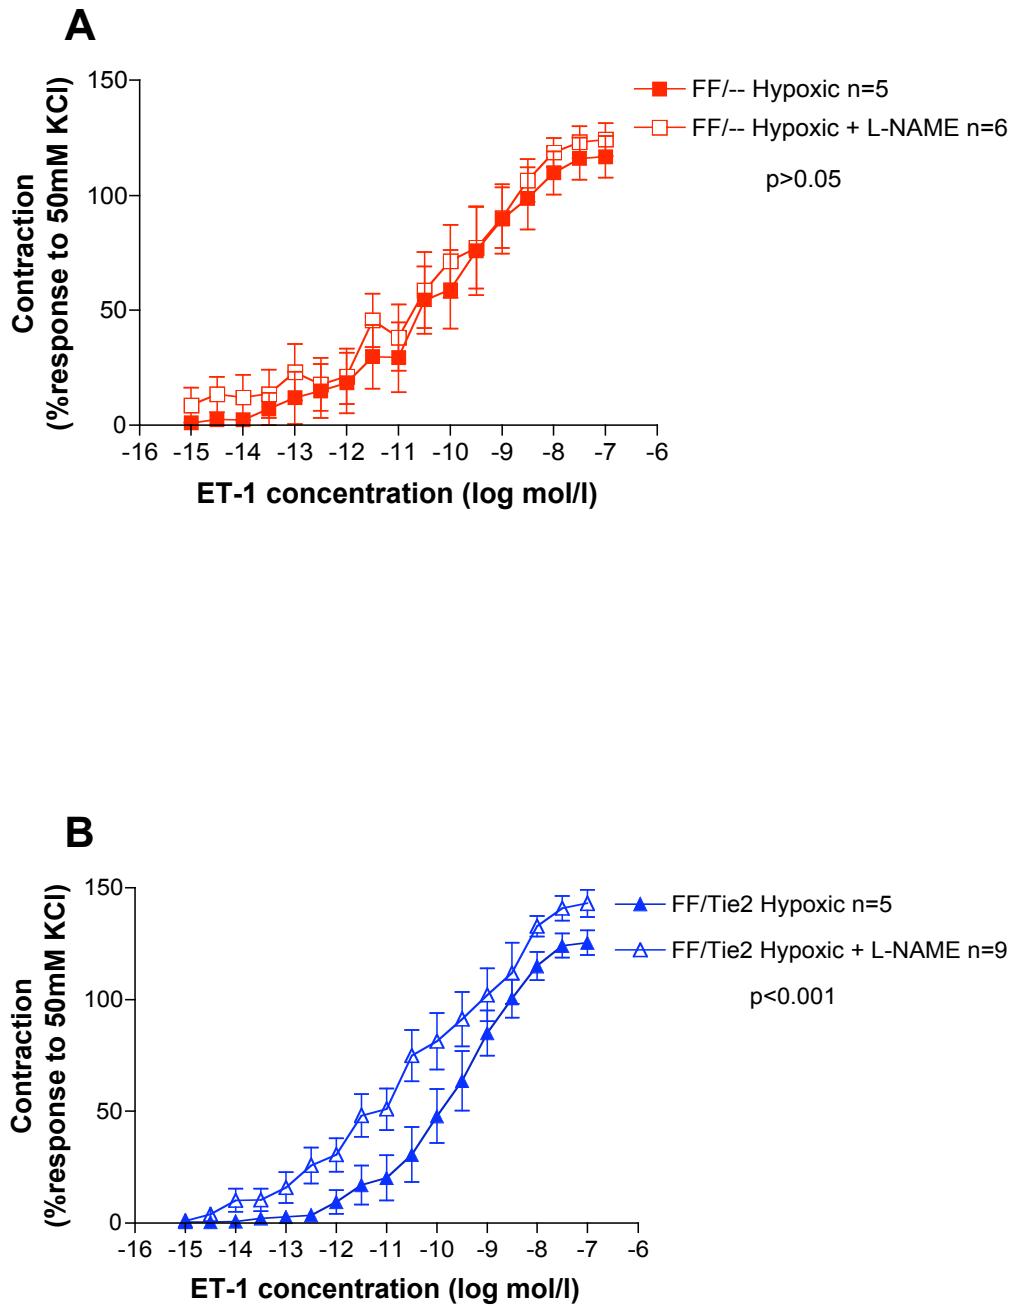 A
Contraction
(%response to 50mM KCl)
150
100
50
0
-16 -15 -14 -13 -12 -11 -10 -9 -8 -7 -6
ET-1 concentration (log mol/l)
FF/-- Hypoxic n=5
FF/-- Hypoxic + L-NAME n=6
p>0.05
B
Contraction
(%response to 50mM KCl)
150
100
50
0
-16 -15 -14 -13 -12 -11 -10 -9 -8 -7 -6
ET-1 concentration (log mol/l)
FF/Tie2 Hypoxic n=5
FF/Tie2 Hypoxic + L-NAME n=9
p<0.001